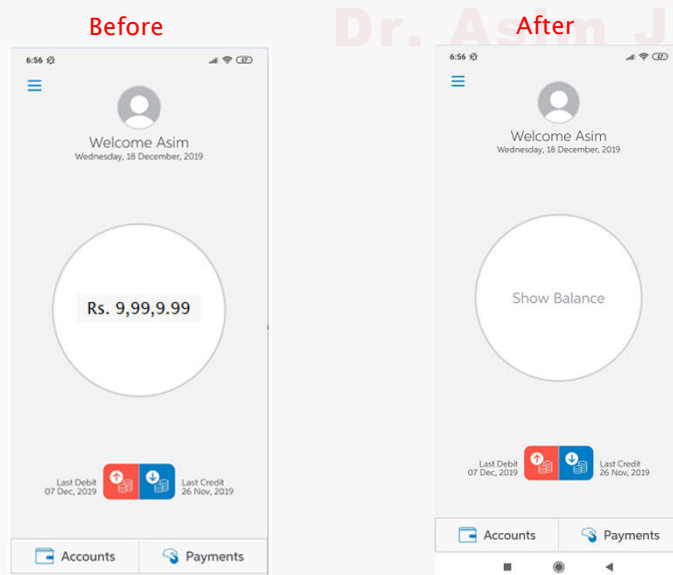 Dr. Asim J
Before
After
6:56
47
Welcome Asim
Wednesday, 18 December, 2019
Rs. 9,99,9.99
Last Debit
07 Dec, 2019
Last Credit
26 Nov, 2019
Accounts
Payments
6:56
47
Welcome Asim
Wednesday, 18 December, 2019
Show Balance
Last Debit
07 Dec, 2019
Last Credit
26 Nov, 2019
Accounts
Payments